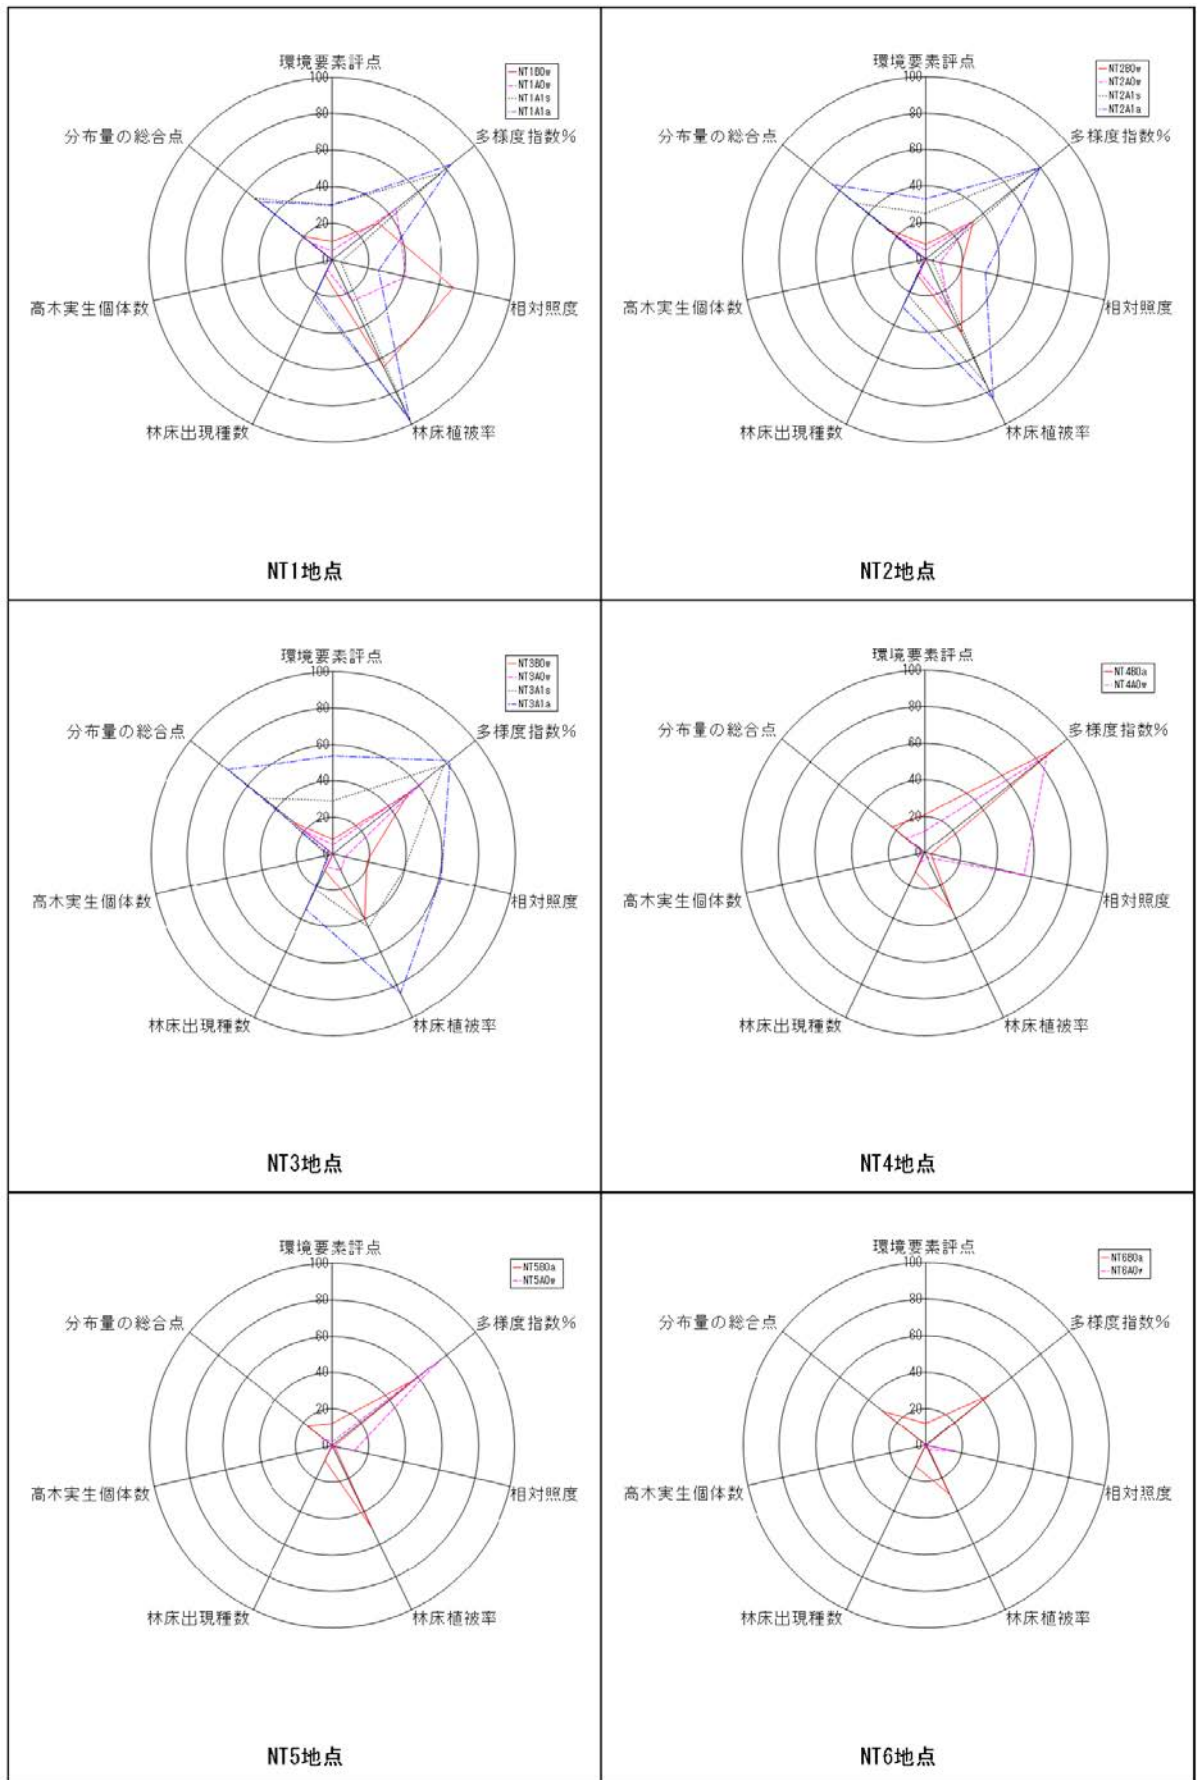 環境要素評点
100
80
60
40
20
0
多様度指数%
相対照度
林床植被率
林床出現種数
高木実生個体数
分布量の総合点
NT1B0w
NT1A0w
NT1A1s
NT1A1a
NT1地点
環境要素評点
100
80
60
40
20
0
多様度指数%
相対照度
林床植被率
林床出現種数
高木実生個体数
分布量の総合点
NT2B0w
NT2A0w
NT2A1s
NT2A1a
NT2地点
環境要素評点
100
80
60
40
20
0
多様度指数%
相対照度
林床植被率
林床出現種数
高木実生個体数
分布量の総合点
NT3B0w
NT3A0w
NT3A1s
NT3A1a
NT3地点
環境要素評点
100
80
60
40
20
0
多様度指数%
相対照度
林床植被率
林床出現種数
高木実生個体数
分布量の総合点
NT4B0a
NT4A0w
NT4地点
環境要素評点
100
80
60
40
20
0
多様度指数%
相対照度
林床植被率
林床出現種数
高木実生個体数
分布量の総合点
NT5B0a
NT5A0w
NT5地点
環境要素評点
100
80
60
40
20
0
多様度指数%
相対照度
林床植被率
林床出現種数
高木実生個体数
分布量の総合点
NT6B0a
NT6A0w
NT6地点